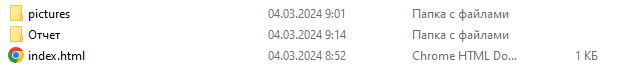 pictures 04.03.2024 9:01 Папка с файлами
Отчет 04.03.2024 9:14 Папка с файлами
index.html 04.03.2024 8:52 Chrome HTML Do... 1 КБ